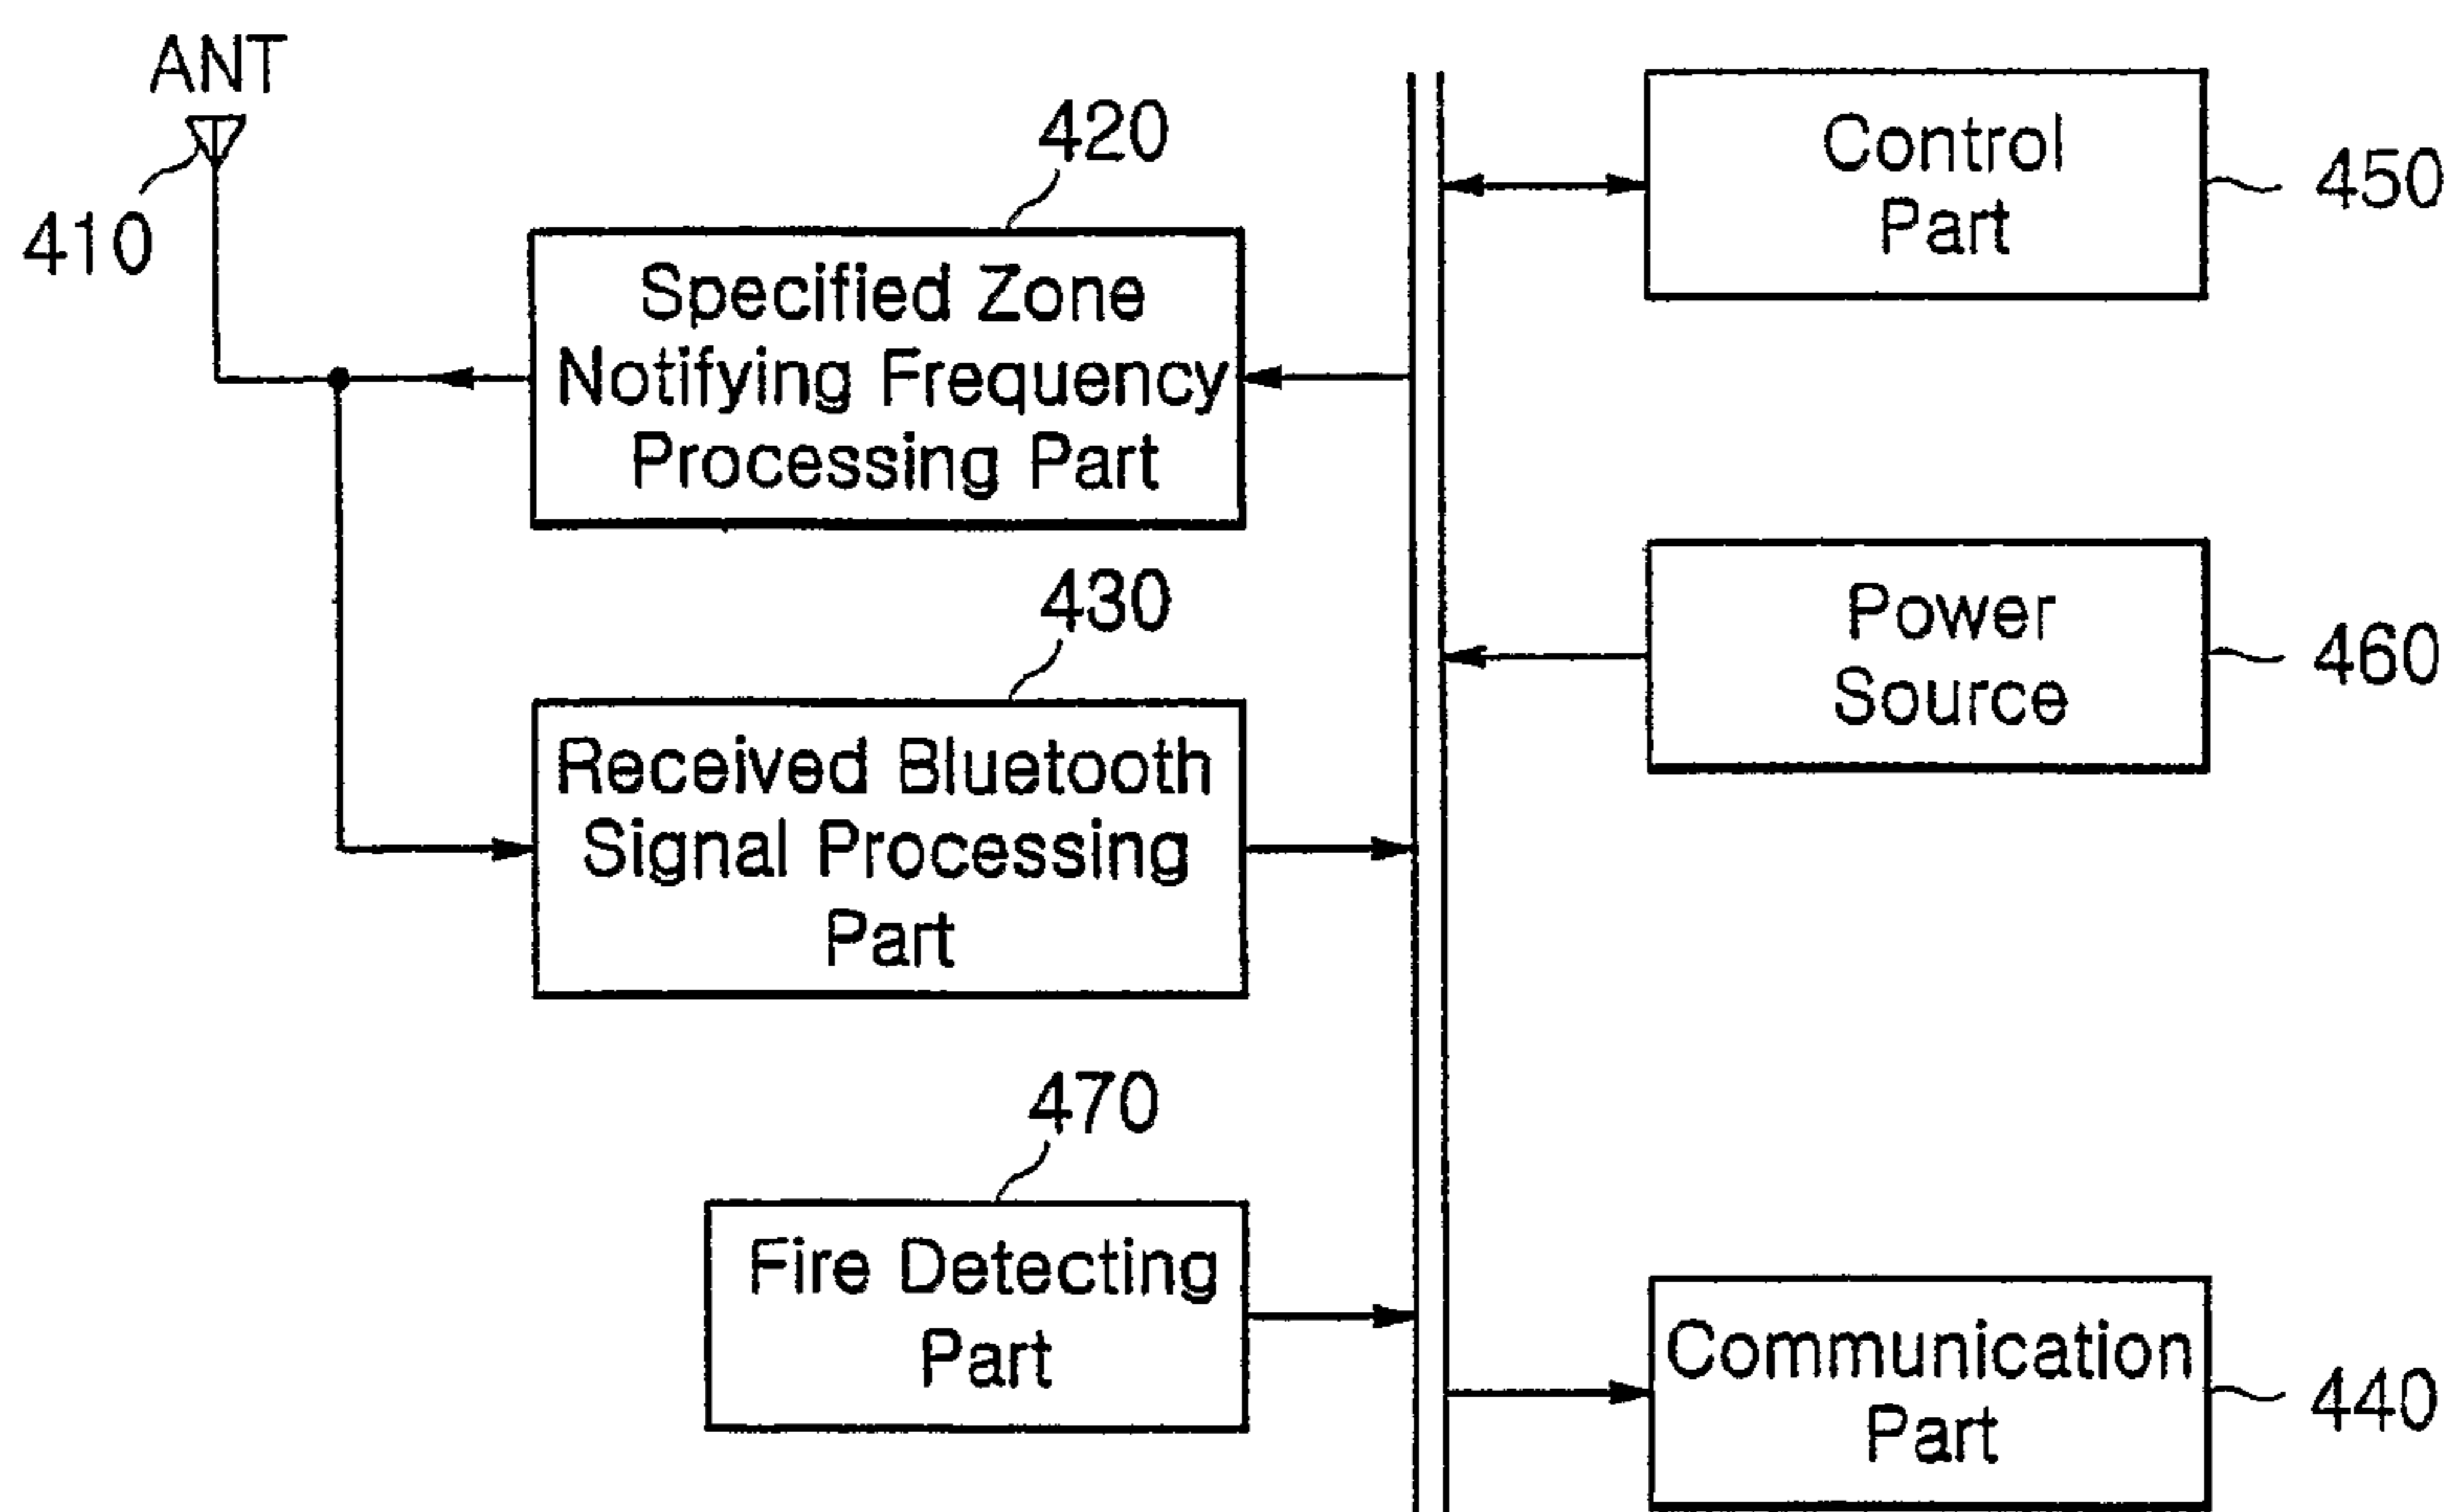 ANT
410
420
Specified Zone
Notifying Frequency
Processing Part
430
Received Bluetooth
Signal Processing
Part
470
Fire Detecting
Part
Control
Part
450
Power
Source
460
Communication
Part
440